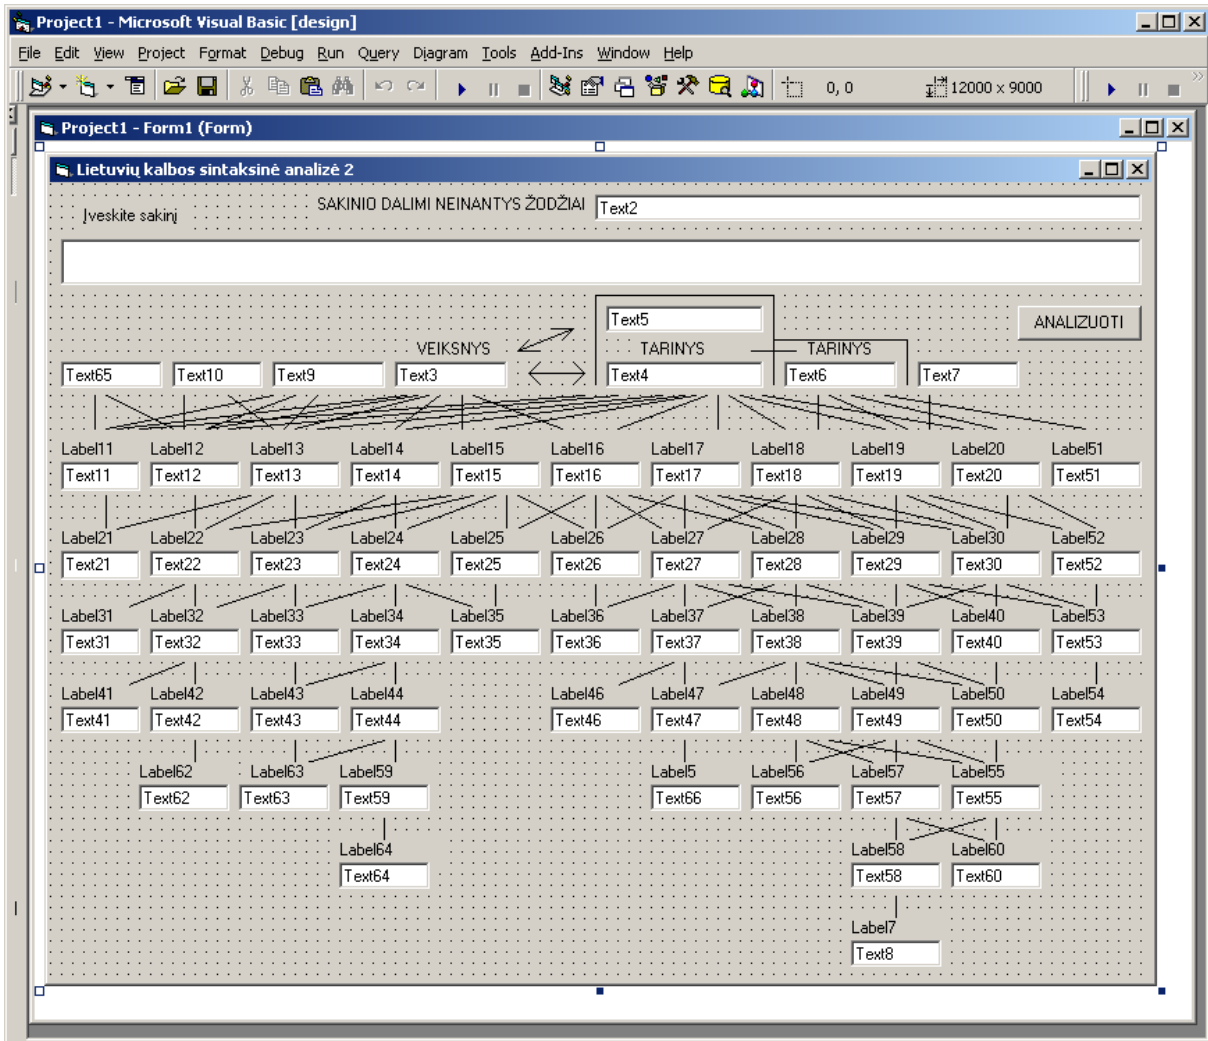 Project1 - Microsoft Visual Basic [design]
File Edit View Project Format Debug Run Query Diagram Tools Add-Ins Window Help
0, 0 12000 x 9000
Project1 - Form1 (Form)
Lietuvių kalbos sintaksinė analizė 2
Įveskite sakinį SAKINIO DALIMI NEINANTYS ŽODŽIAI Text2
Text5 ANALIZUOTI
VEIKSNYS TARINYS TARINYS
Text65 Text10 Text9 Text3 Text4 Text6 Text7
Label11 Label12 Label13 Label14 Label15 Label16 Label17 Label18 Label19 Label20 Label51
Text11 Text12 Text13 Text14 Text15 Text16 Text17 Text18 Text19 Text20 Text51
Label21 Label22 Label23 Label24 Label25 Label26 Label27 Label28 Label29 Label30 Label52
Text21 Text22 Text23 Text24 Text25 Text26 Text27 Text28 Text29 Text30 Text52
Label31 Label32 Label33 Label34 Label35 Label36 Label37 Label38 Label39 Label40 Label53
Text31 Text32 Text33 Text34 Text35 Text36 Text37 Text38 Text39 Text40 Text53
Label41 Label42 Label43 Label44 Label46 Label47 Label48 Label49 Label50 Label54
Text41 Text42 Text43 Text44 Text46 Text47 Text48 Text49 Text50 Text54
Label62 Label63 Label59 Label5 Label56 Label57 Label55
Text62 Text63 Text59 Text66 Text56 Text57 Text55
Label64 Label58 Label60
Text64 Text58 Text60
Label7
Text8